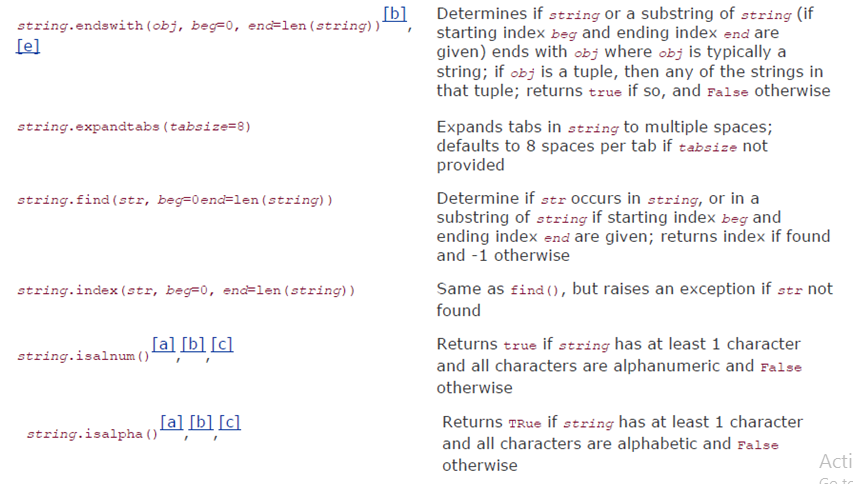 string.endswith(obj, beg=0, end=len(string))[b],
[e]
Determines if string or a substring of string (if
starting index beg and ending index end are
given) ends with obj where obj is typically a
string; if obj is a tuple, then any of the strings in
that tuple; returns true if so, and False otherwise
string.expandtabs(tabsize=8)
Expands tabs in string to multiple spaces;
defaults to 8 spaces per tab if tabsize not
provided
string.find(str, beg=0end=len(string))
Determine if str occurs in string, or in a
substring of string if starting index beg and
ending index end are given; returns index if found
and -1 otherwise
string.index(str, beg=0, end=len(string))
Same as find(), but raises an exception if str not
found
string.isalnum()[a], [b], [c]
Returns true if string has at least 1 character
and all characters are alphanumeric and False
otherwise
string.isalpha()[a], [b], [c]
Returns TRue if string has at least 1 character
and all characters are alphabetic and False
otherwise
Acti